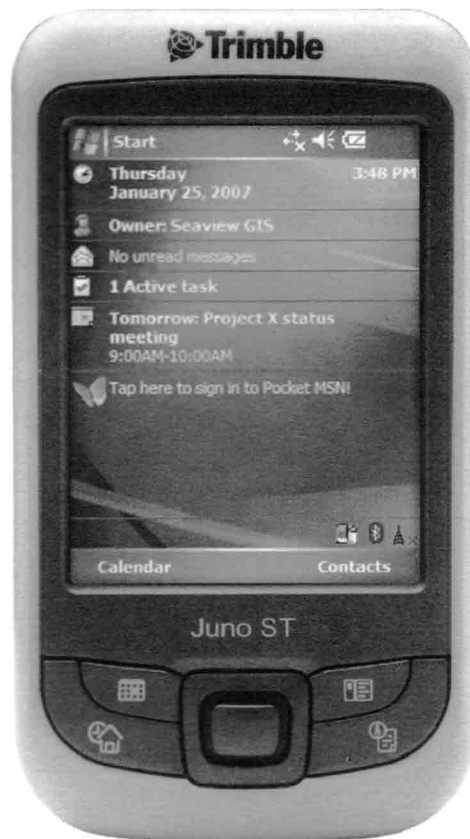 Trimble
Start
Thursday 3:48 PM
January 25, 2007
Owner: Seaview GIS
No unread messages
1 Active task
Tomorrow: Project X status
meeting
9:00AM-10:00AM
Tap here to sign in to Pocket MSN!
Calendar Contacts
Juno ST